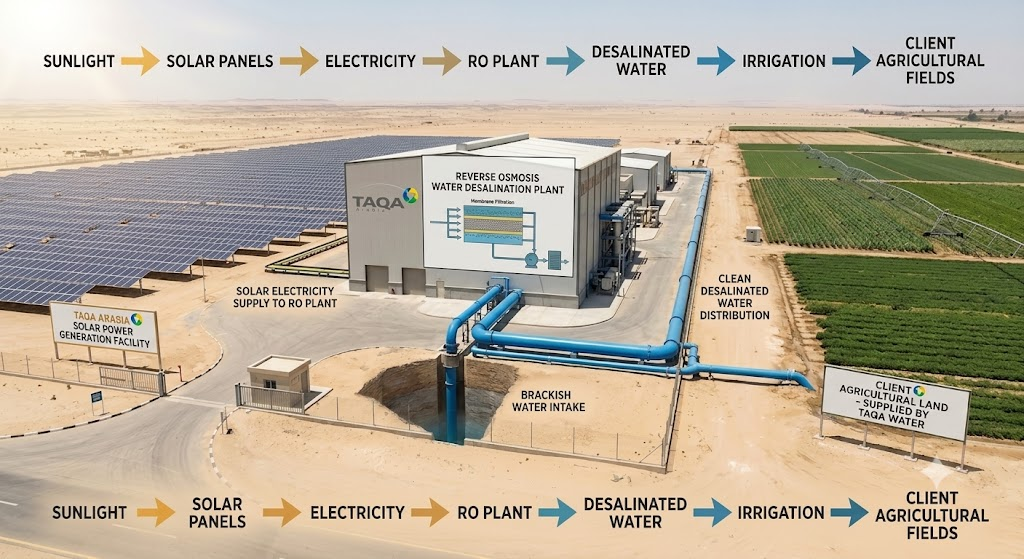 SUNLIGHT
SOLAR PANELS
ELECTRICITY
RO PLANT
DESALINATED
WATER
IRRIGATION
CLIENT
AGRICULTURAL
FIELDS
TAQA
REVERSE OSMOSIS
WATER DESALINATION PLANT
Membrane Filtration
SOLAR ELECTRICITY
SUPPLY TO RO PLANT
CLEAN
DESALINATED
WATER
DISTRIBUTION
TAQA ARASIA
SOLAR POWER
GENERATION FACILITY
BRACKISH
WATER INTAKE
CLIENT
AGRICULTURAL LAND
- SUPPLIED BY
TAQA WATER
SUNLIGHT
SOLAR
PANELS
ELECTRICITY
RO PLANT
DESALINATED
WATER
IRRIGATION
CLIENT
AGRICULTURAL
FIELDS